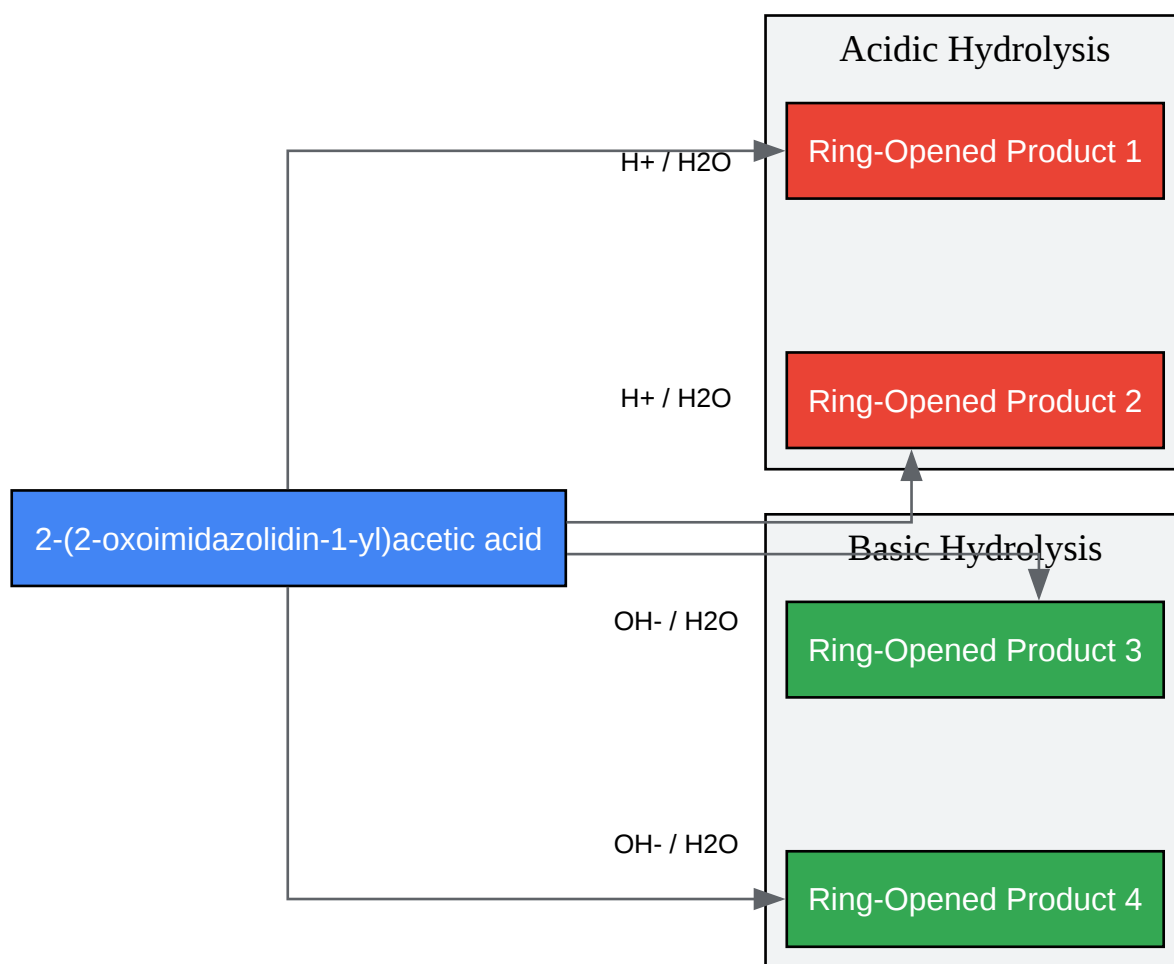 Acidic Hydrolysis
Ring-Opened Product 1
H+ / H2O
H+ / H2O
Ring-Opened Product 2
2-(2-oxoimidazolidin-1-yl)acetic acid
Basic Hydrolysis
OH- / H2O
Ring-Opened Product 3
OH- / H2O
Ring-Opened Product 4